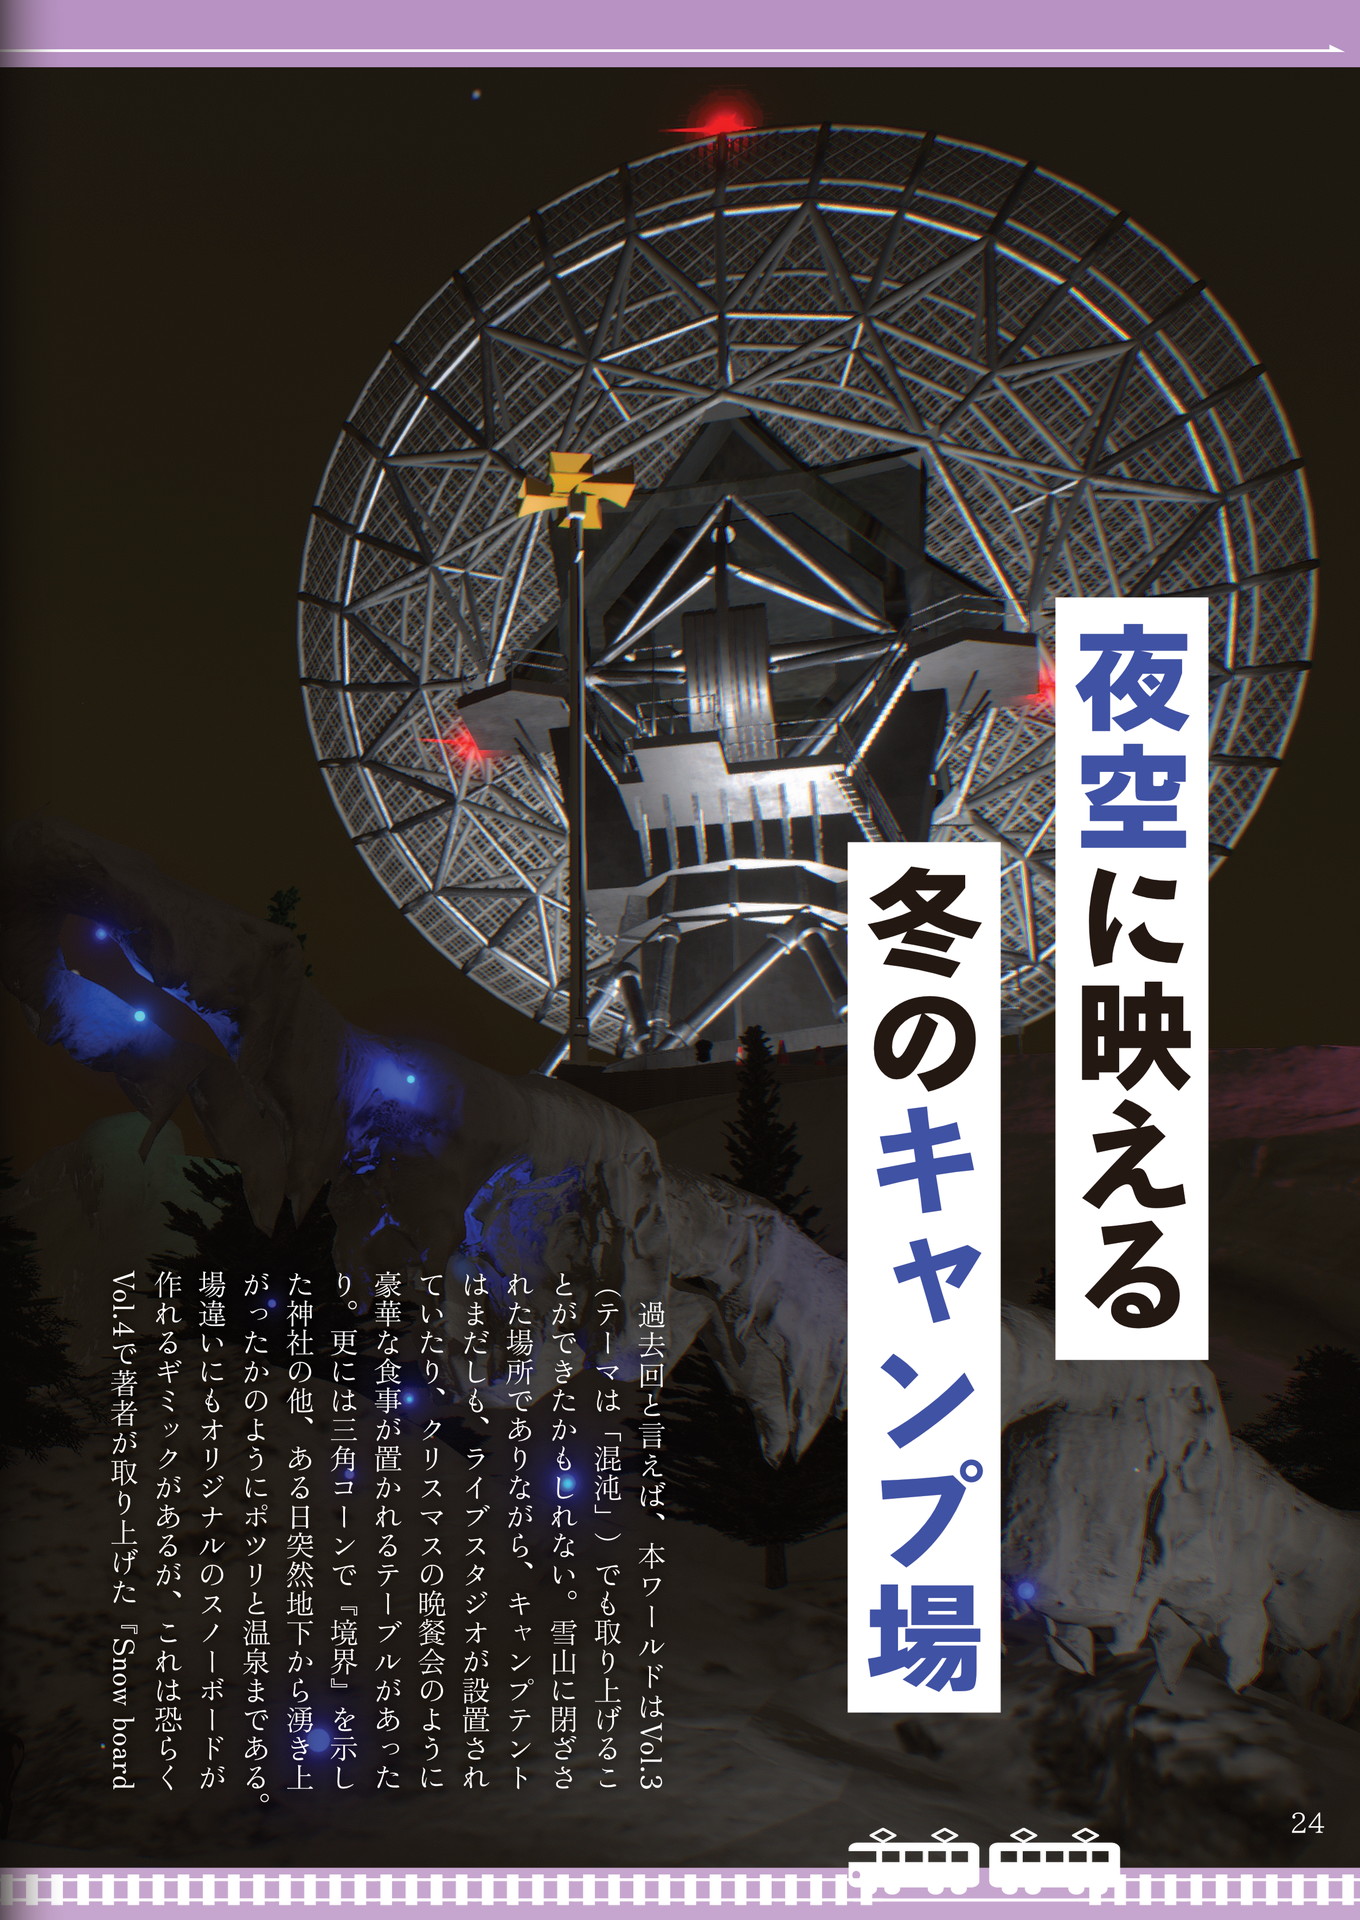 夜空に映える
冬のキャンプ場
過去回と言えば、本ワールドはVol.3
（テーマは「混沌」）でも取り上げるこ
とができたかもしれない。雪山に閉ざさ
れた場所でありながら、キャンプテント
はまだしも、ライブスタジオが設置され
ていたり、クリスマスの晩餐会のように
豪華な食事が置かれるテーブルがあった
り。更には三角コーンで『境界』を示し
た神社の他、ある日突然地下から湧き上
がったかのようにポツリと温泉まである。
場違いにもオリジナルのスノーボードが
作れるギミックがあるが、これは恐らく
Vol.4で著者が取り上げた『Snow board
24